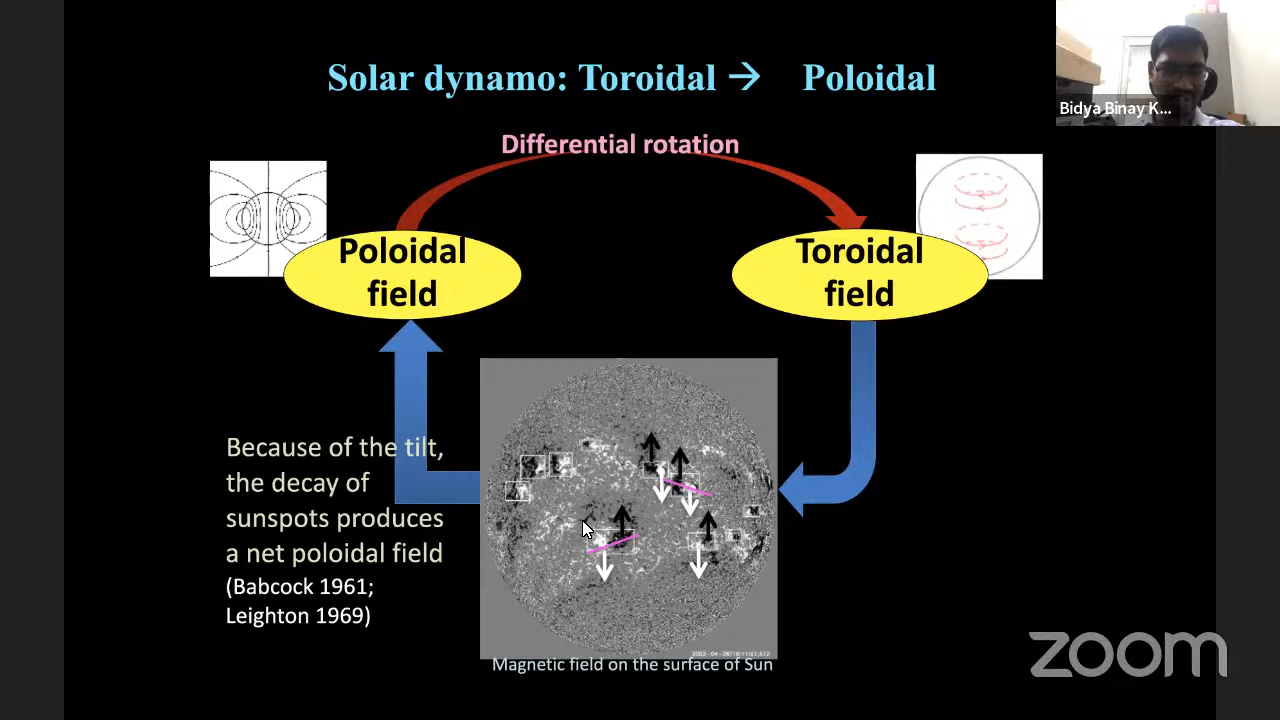 Solar dynamo: Toroidal → Poloidal
Bidya Binay K...
Differential rotation
Poloidal
field
Toroidal
field
Because of the tilt,
the decay of
sunspots produces
a net poloidal field
(Babcock 1961;
Leighton 1969)
Magnetic field on the surface of Sun
zoom